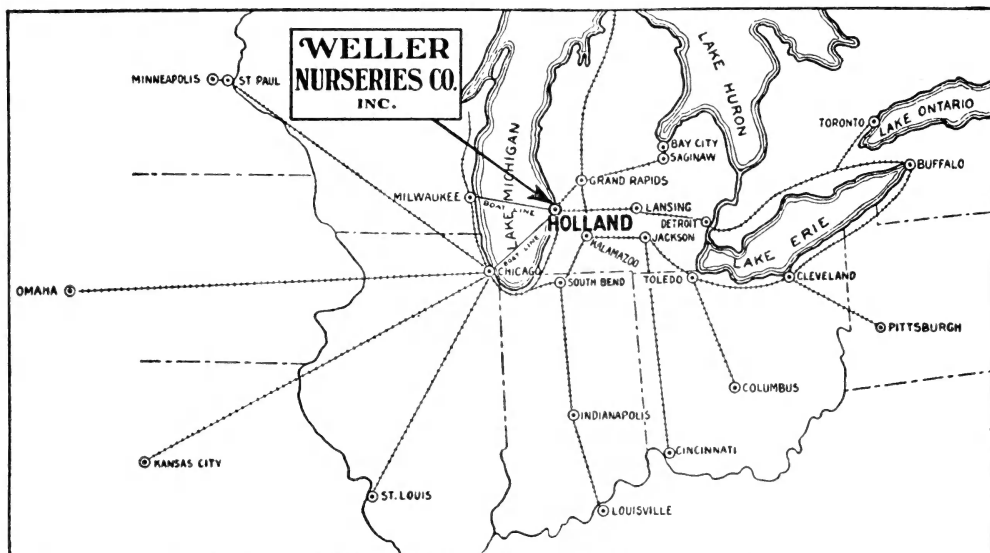 WELLER
NURSERIES CO.
INC.
MINNEAPOLIS
ST PAUL
LAKE MICHIGAN
LAKE HURON
LAKE ONTARIO
TORONTO
BAY CITY
SAGINAW
BUFFALO
GRAND RAPIDS
MILWAUKEE
BOAT LINE
LANSING
HOLLAND
DETROIT
JACKSON
KALAMAZOO
LAKE ERIE
BOAT LINE
CHICAGO
OMAHA
SOUTH BEND
TOLEDO
CLEVELAND
PITTSBURGH
COLUMBUS
INDIANAPOLIS
KANSAS CITY
CINCINNATI
ST. LOUIS
LOUISVILLE